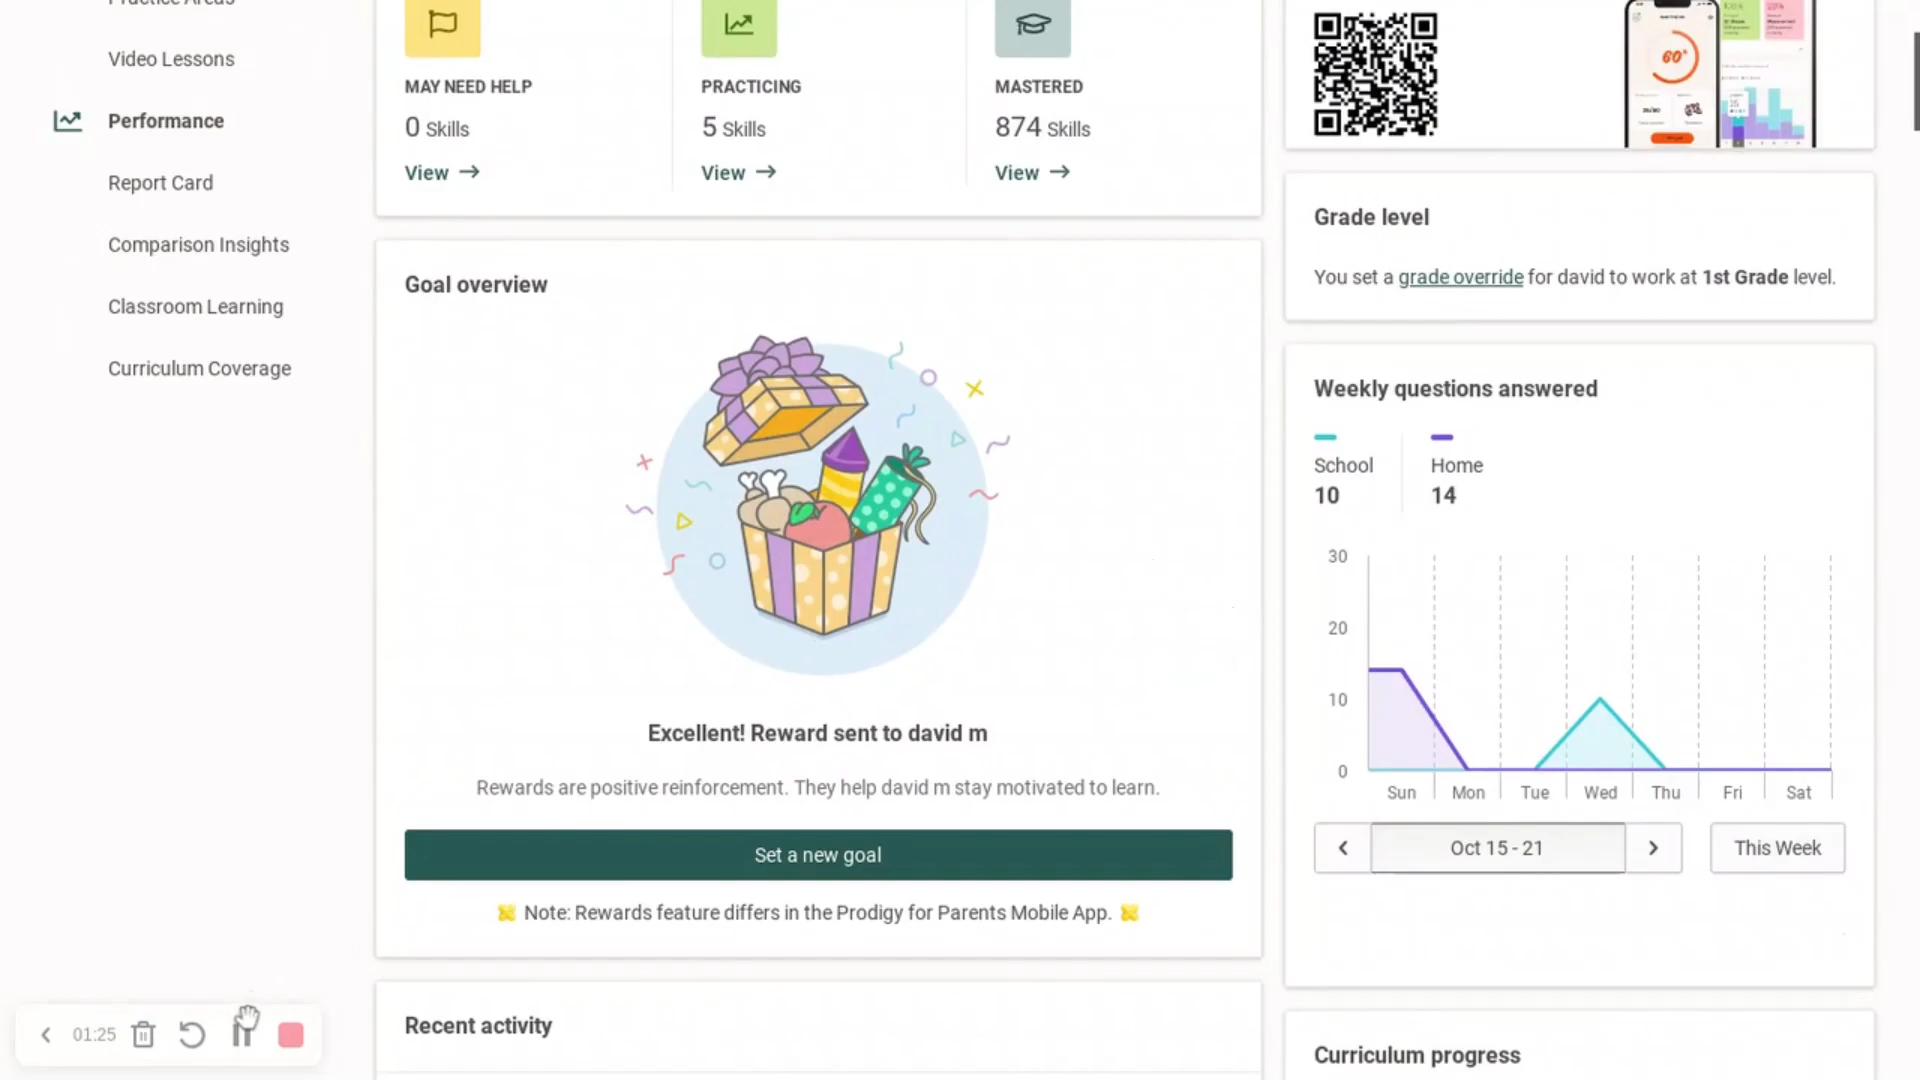 Practice Areas
Video Lessons
Performance
Report Card
Comparison Insights
Classroom Learning
Curriculum Coverage
MAY NEED HELP
0 Skills
View →
PRACTICING
5 Skills
View →
MASTERED
874 Skills
View →
Goal overview
Excellent! Reward sent to david m
Rewards are positive reinforcement. They help david m stay motivated to learn.
Set a new goal
Note: Rewards feature differs in the Prodigy for Parents Mobile App.
Recent activity
60
Grade level
You set a grade override for david to work at 1st Grade level.
Weekly questions answered
School
10
Home
14
30
20
10
0
Sun Mon Tue Wed Thu Fri Sat
Oct 15 - 21
This Week
Curriculum progress
01:25